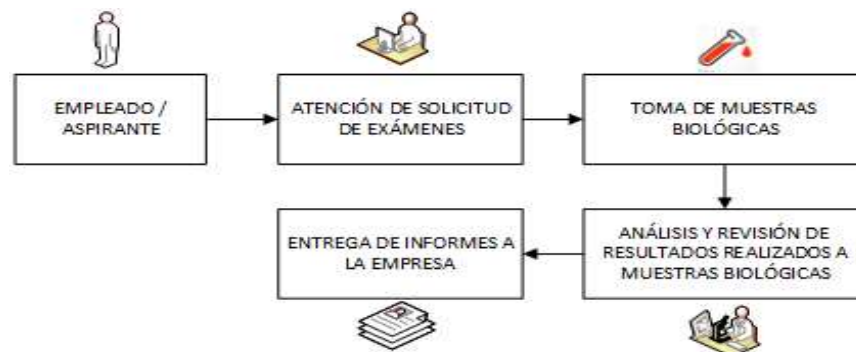 EMPLEADO /
ASPIRANTE
ATENCIÓN DE SOLICITUD
DE EXÁMENES
TOMA DE MUESTRAS
BIOLÓGICAS
ANÁLISIS Y REVISIÓN DE
RESULTADOS REALIZADOS A
MUESTRAS BIOLÓGICAS
ENTREGA DE INFORMES A
LA EMPRESA